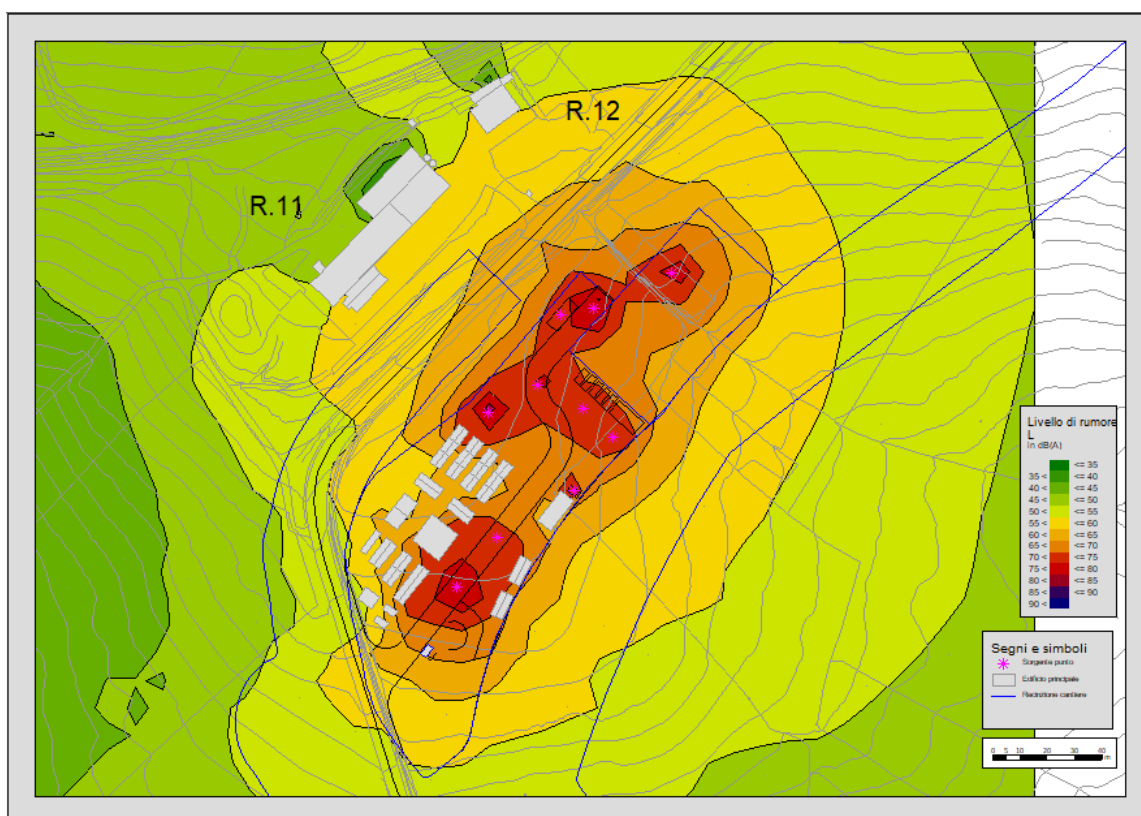 R.12
R.11
Livello di rumore
L
in dB(A)
<= 35
35 < <= 40
40 < <= 45
45 < <= 50
50 < <= 55
55 < <= 60
60 < <= 65
65 < <= 70
70 < <= 75
75 < <= 80
80 < <= 85
85 < <= 90
90 <
Segni e simboli
Sorgente punto
Edificio principale
Recinzione cantiere
0 5 10 20 30 40
m